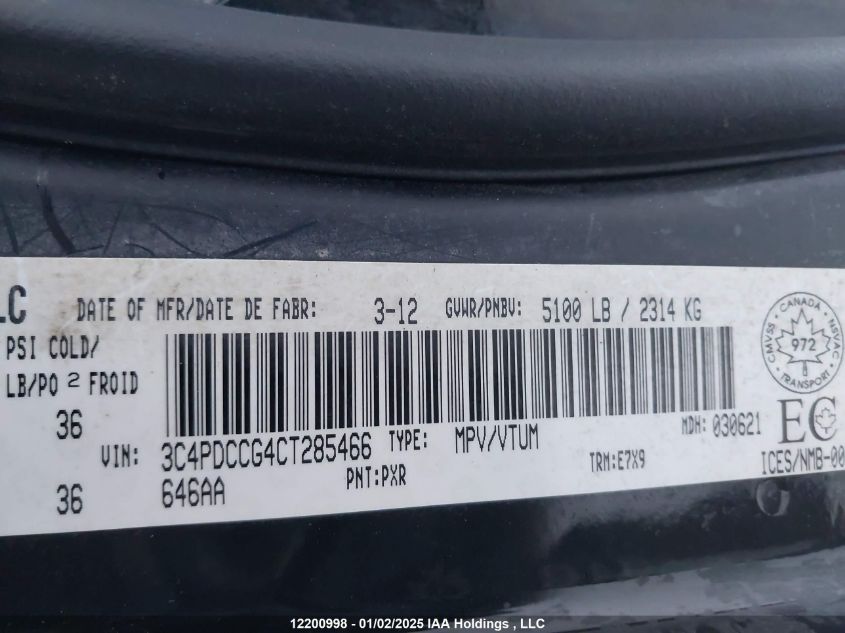 LC DATE OF MFR/DATE DE FABR: 3-12 GVWR/PNBV: 5100 LB / 2314 KG
PSI COLD/
LB/PO 2 FROID
36
VIN: 3C4PDCCG4CT285466 TYPE: MPV/VTUM MDH: 030621
36 646AA PNT:PXR TRM:E7X9
CANADA
CMVSS 972 NSVAC
TRANSPORT
EC
ICES/NMB-00
12200998 - 01/02/2025 IAA Holdings , LLC